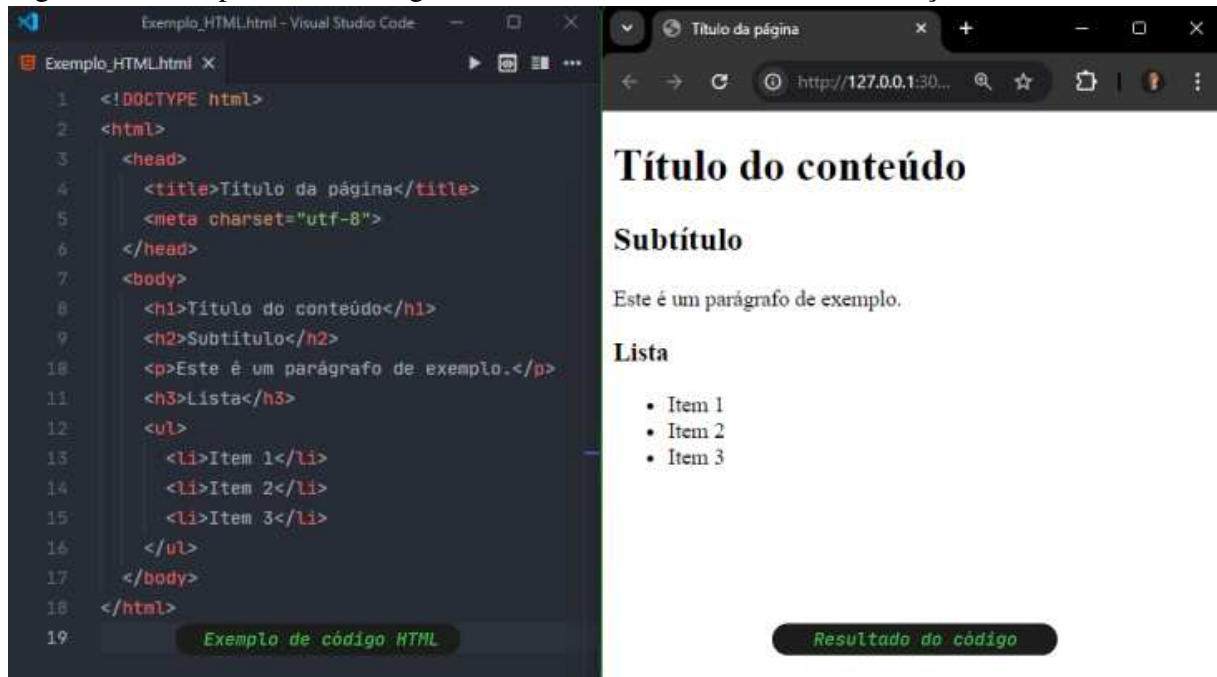 Exemplo_HTML.html - Visual Studio Code
Exemplo_HTML.html
1 <!DOCTYPE html>
2 <html>
3 <head>
4 <title>Título da página</title>
5 <meta charset="utf-8">
6 </head>
7 <body>
8 <h1>Título do conteúdo</h1>
9 <h2>Subtítulo</h2>
10 <p>Este é um parágrafo de exemplo.</p>
11 <h3>Lista</h3>
12 <ul>
13 <li>Item 1</li>
14 <li>Item 2</li>
15 <li>Item 3</li>
16 </ul>
17 </body>
18 </html>
19
Exemplo de código HTML
Título da página
http://127.0.0.1:30...
Título do conteúdo
Subtítulo
Este é um parágrafo de exemplo.
Lista
• Item 1
• Item 2
• Item 3
Resultado do código